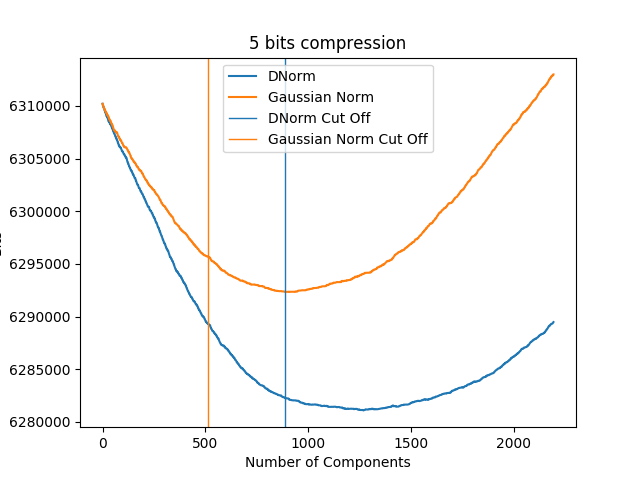 5 bits compression
DNorm
Gaussian Norm
DNorm Cut Off
Gaussian Norm Cut Off
6310000
6305000
6300000
6295000
6290000
6285000
6280000
0 500 1000 1500 2000
Number of Components